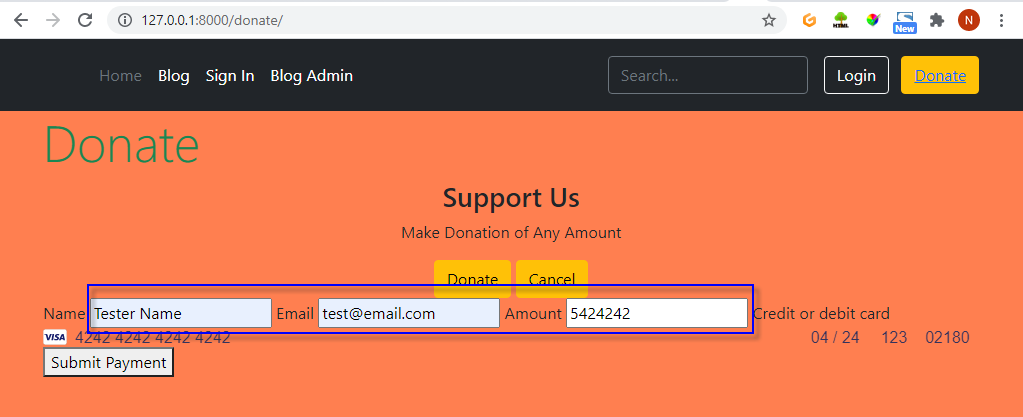 127.0.0.1:8000/donate/
HTML
New
N
Home Blog Sign In Blog Admin Search... Login Donate
Donate
Support Us
Make Donation of Any Amount
Donate Cancel
Name Tester Name Email test@email.com Amount 5424242 Credit or debit card
VISA 4242 4242 4242 4242 04 / 24 123 02180
Submit Payment